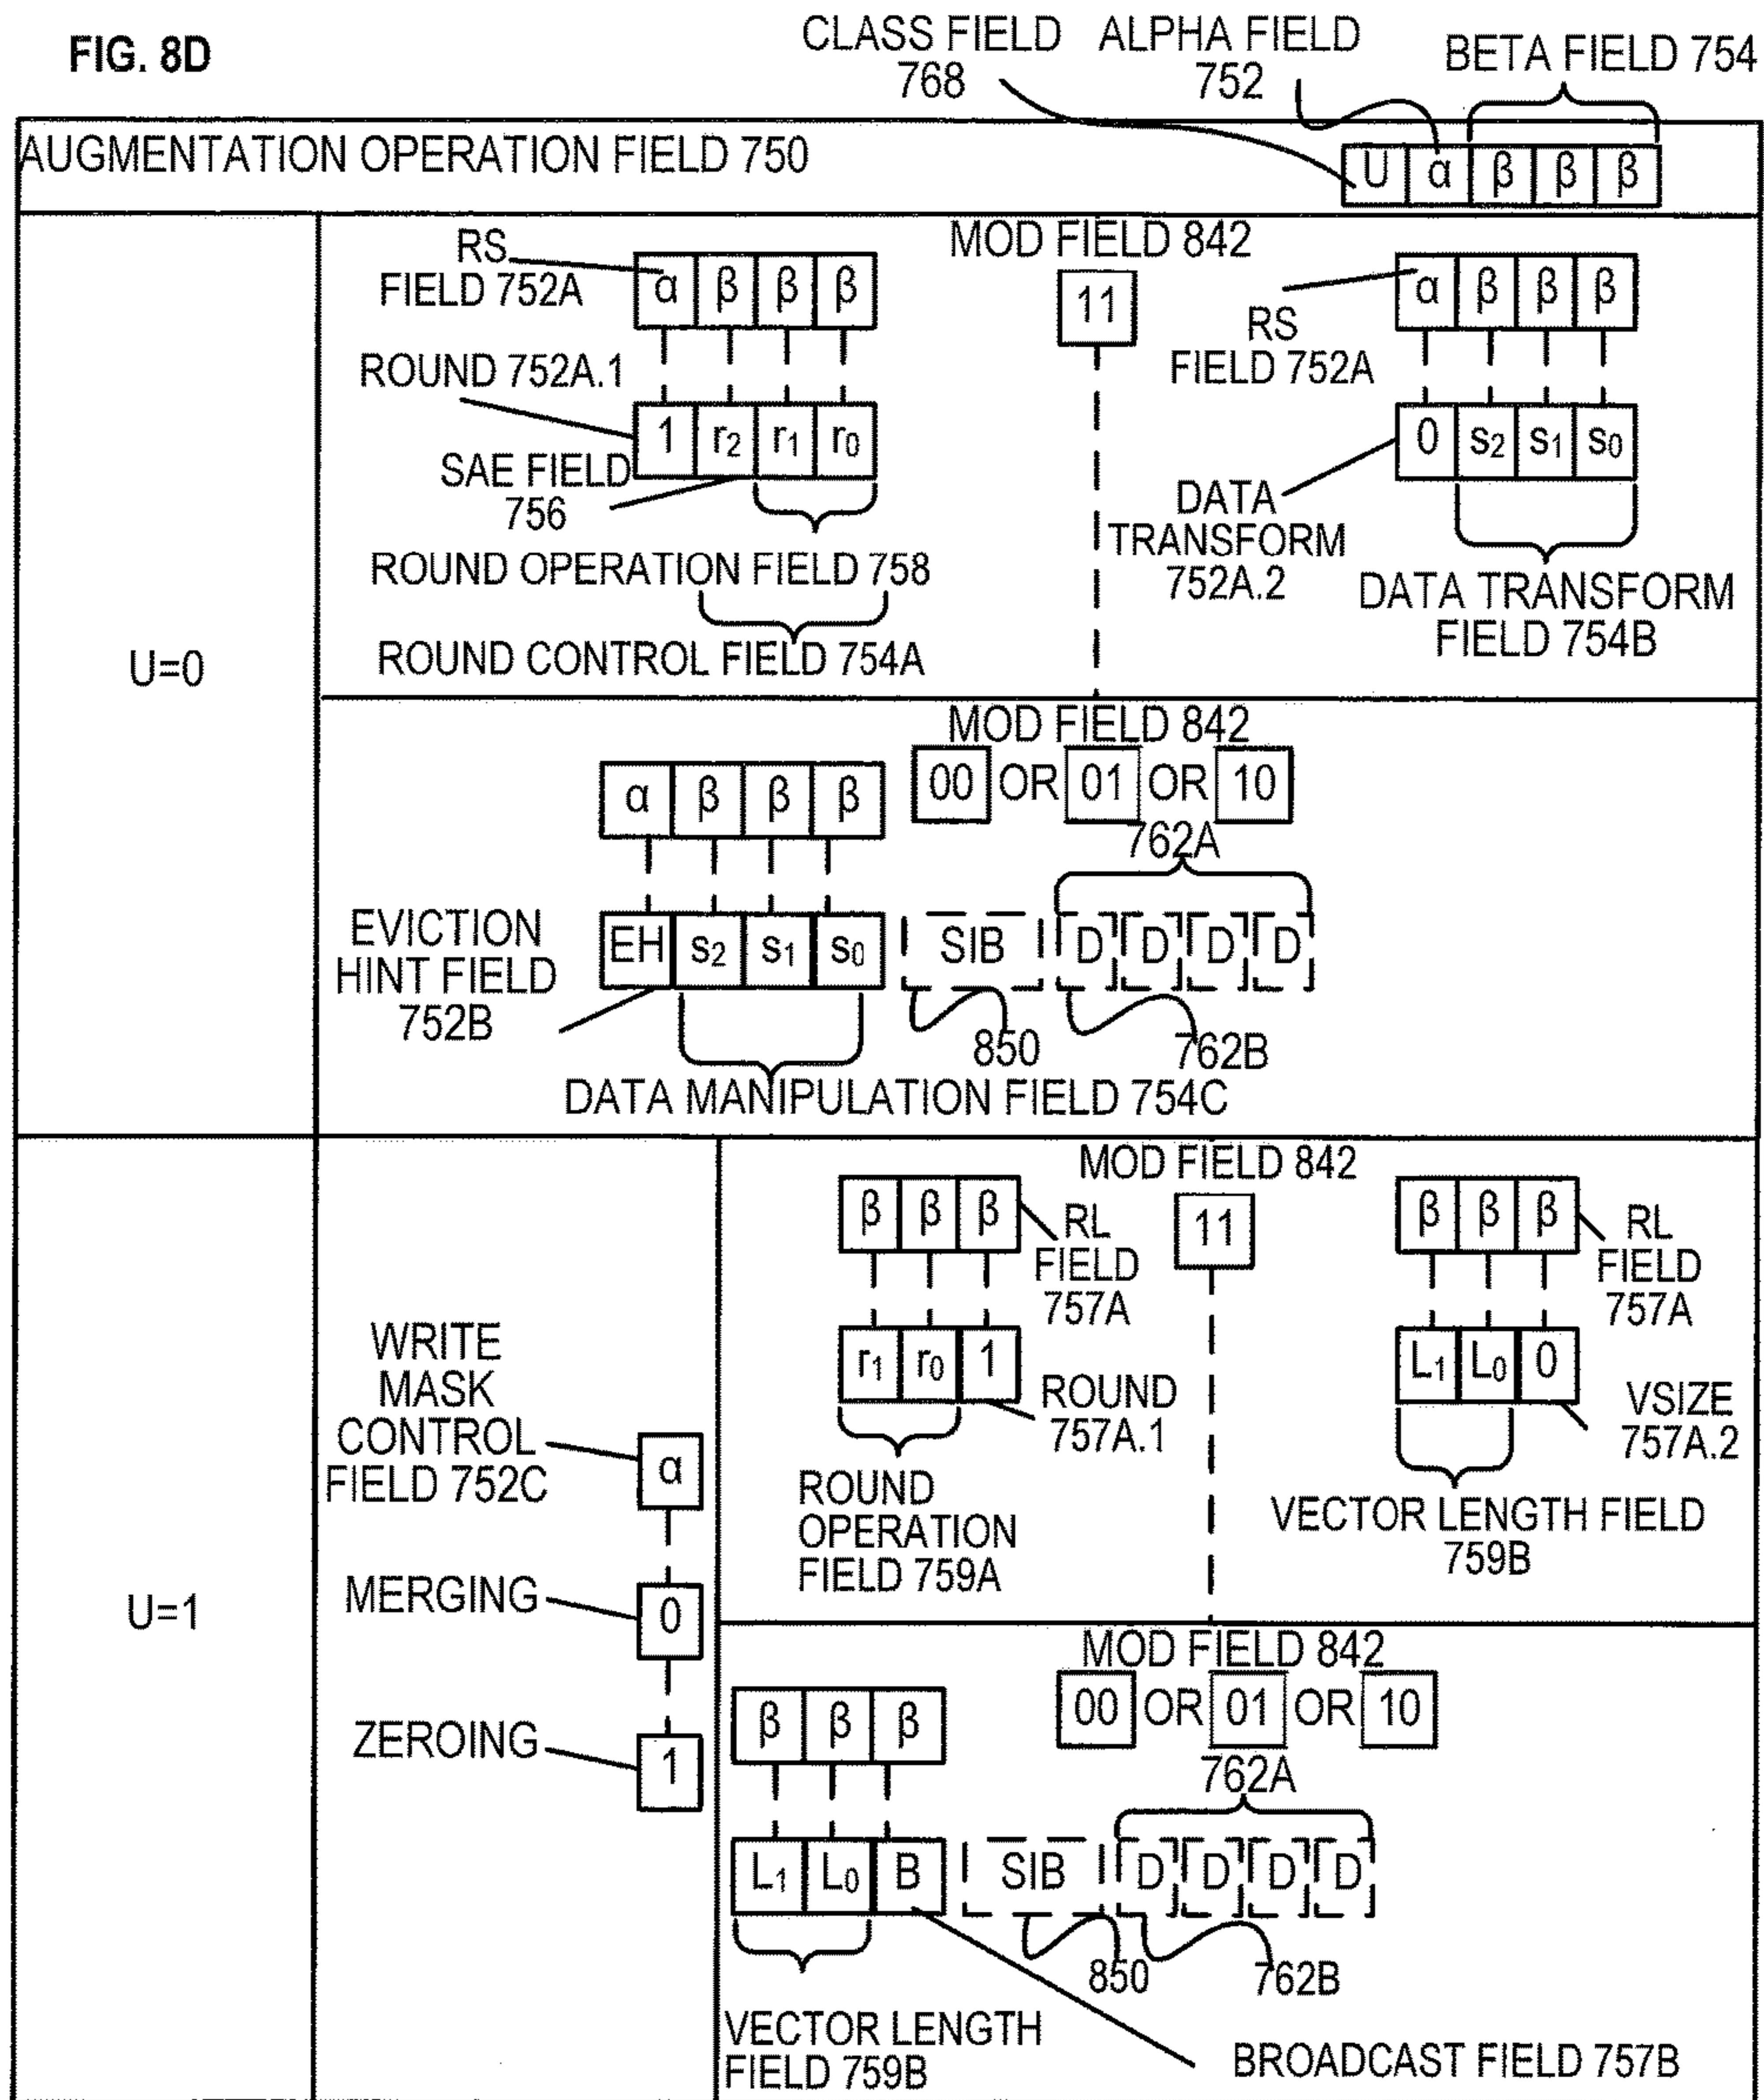 FIG. 8D
CLASS FIELD
768
ALPHA FIELD
752
BETA FIELD 754
AUGMENTATION OPERATION FIELD 750
U α β β β
U=0
MOD FIELD 842
11
RS
FIELD 752A
α β β β
ROUND 752A.1
1 r2 r1 r0
SAE FIELD
756
ROUND OPERATION FIELD 758
ROUND CONTROL FIELD 754A
α β β β
RS
FIELD 752A
0 s2 s1 s0
DATA
TRANSFORM
752A.2
DATA TRANSFORM
FIELD 754B
MOD FIELD 842
00 OR 01 OR 10
α β β β
762A
EVICTION
HINT FIELD
752B
EH s2 s1 s0 SIB D D D D
850
762B
DATA MANIPULATION FIELD 754C
U=1
WRITE
MASK
CONTROL
FIELD 752C
α
MERGING
0
ZEROING
1
MOD FIELD 842
11
β β β
RL
FIELD
757A
r1 r0 1
ROUND
757A.1
ROUND
OPERATION
FIELD 759A
β β β
RL
FIELD
757A
L1 L0 0
VSIZE
757A.2
VECTOR LENGTH FIELD
759B
MOD FIELD 842
00 OR 01 OR 10
β β β
762A
L1 L0 B SIB D D D D
850
762B
VECTOR LENGTH
FIELD 759B
BROADCAST FIELD 757B